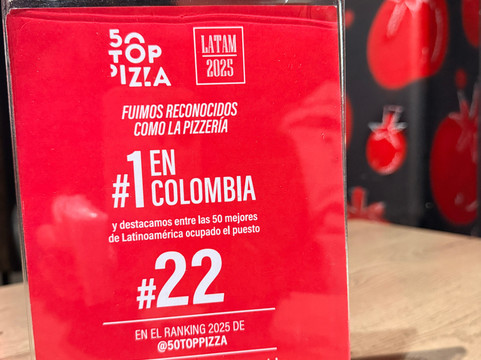 50
TOP
PIZZA
LATAM
2025
FUIMOS RECONOCIDOS
COMO LA PIZZERÍA
#1 EN
COLOMBIA
y destacamos entre las 50 mejores
de Latinoamérica ocupado el puesto
#22
EN EL RANKING 2025 DE
@50TOPPIZZA